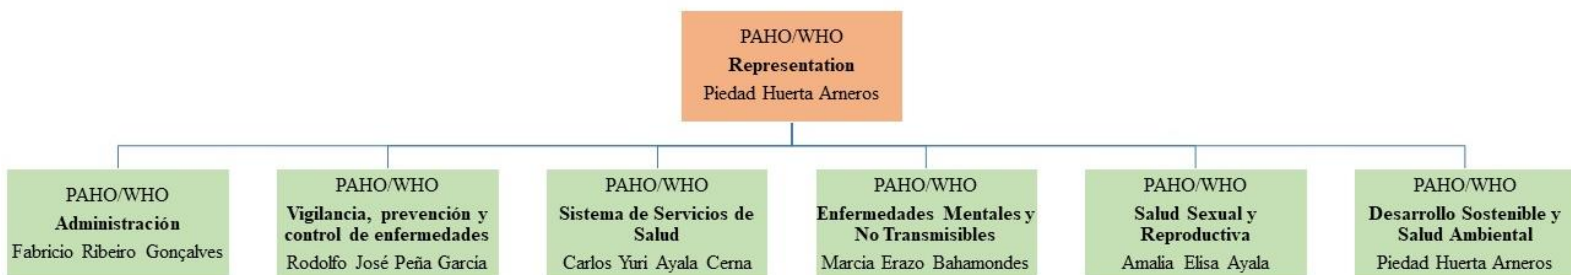 PAHO/WHO
Representation
Piedad Huerta Arneros
PAHO/WHO
Administración
Fabricio Ribeiro Gonçalves
PAHO/WHO
Vigilancia, prevención y
control de enfermedades
Rodolfo José Peña García
PAHO/WHO
Sistema de Servicios de
Salud
Carlos Yuri Ayala Cerna
PAHO/WHO
Enfermedades Mentales y
No Transmisibles
Marcia Erazo Bahamondes
PAHO/WHO
Salud Sexual y
Reproductiva
Amalia Elisa Ayala
PAHO/WHO
Desarrollo Sostenible y
Salud Ambiental
Piedad Huerta Arneros